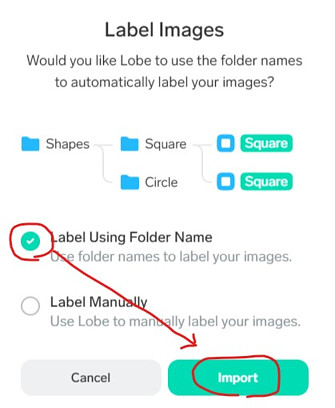 Label Images
Would you like Lobe to use the folder names
to automatically label your images?
Shapes Square Square
Circle Square
Label Using Folder Name
Use folder names to label your images.
Label Manually
Use Lobe to manually label your images.
Cancel Import